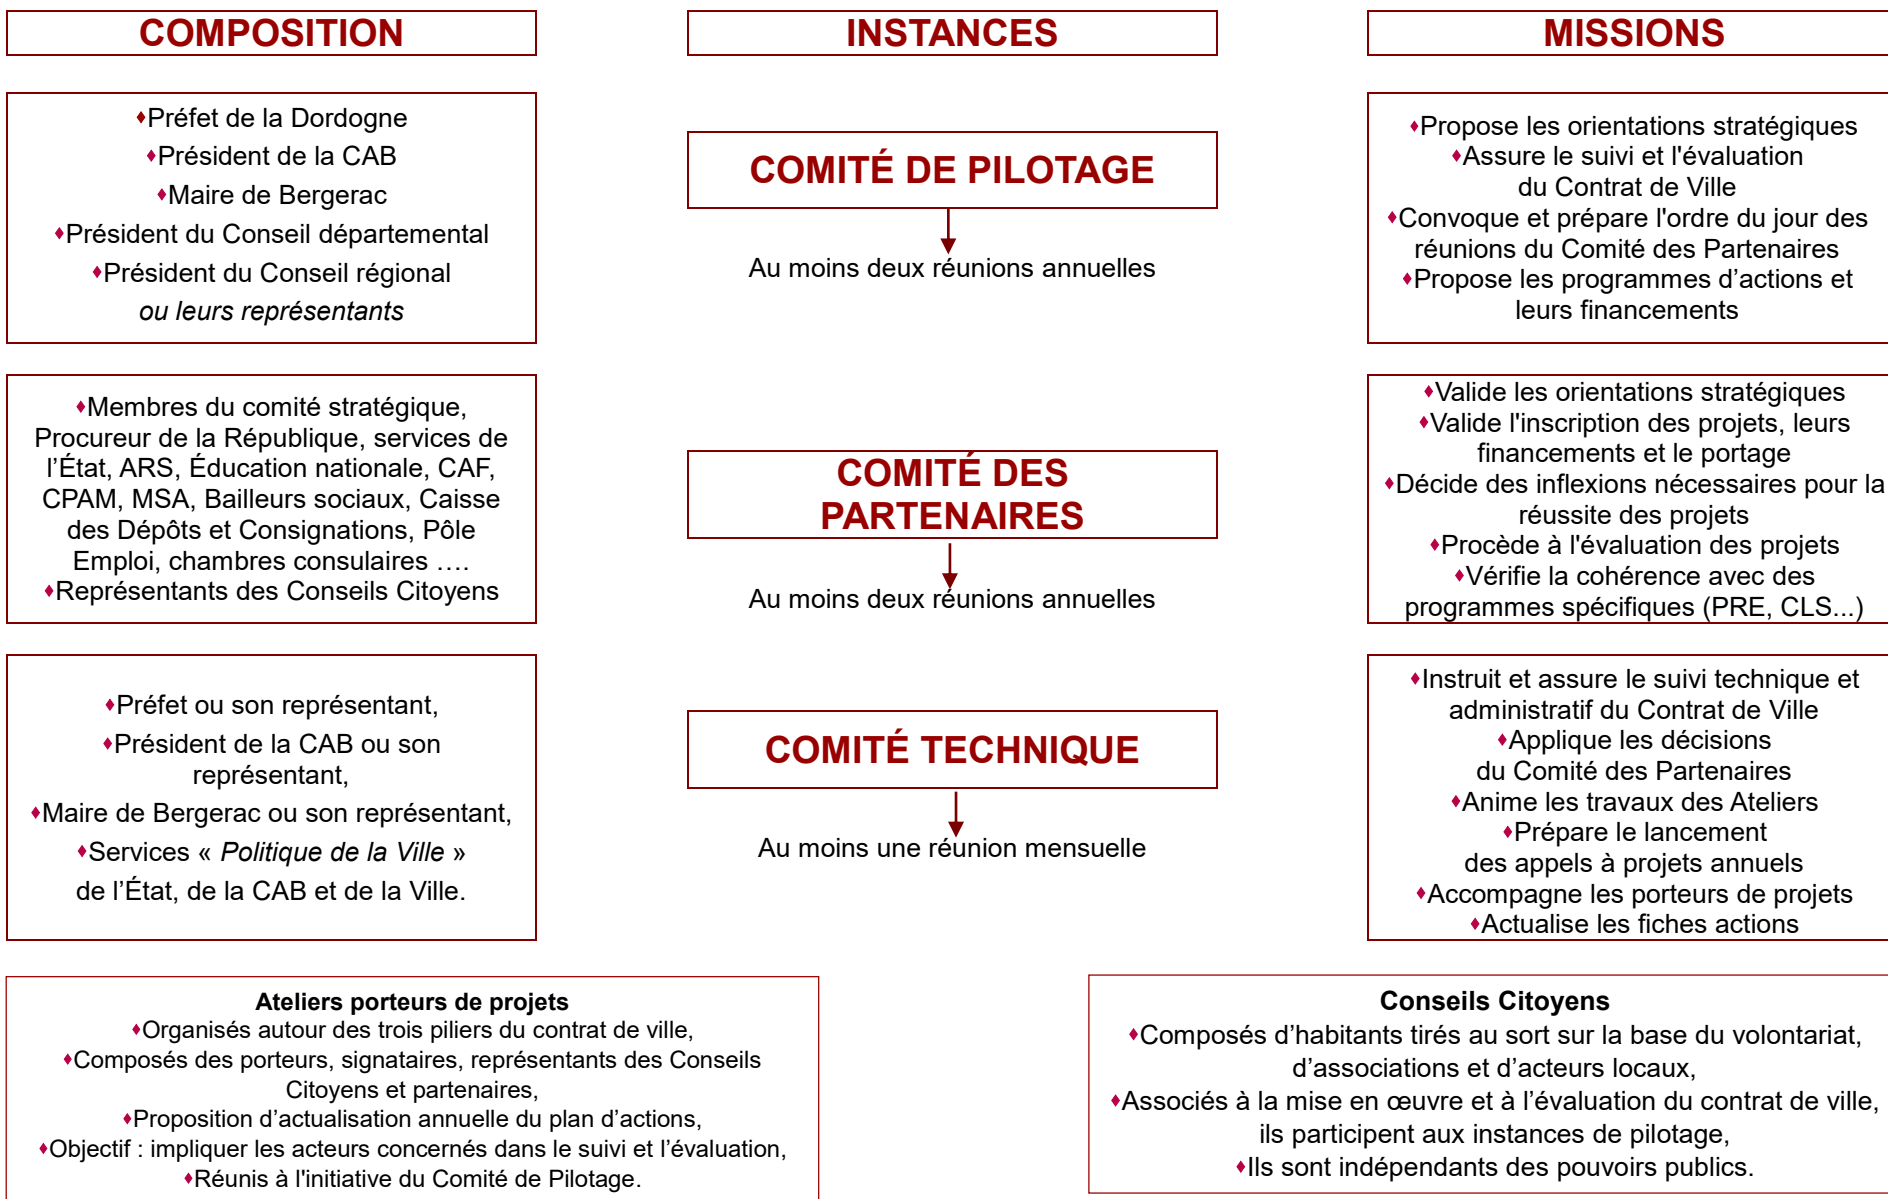 COMPOSITION
INSTANCES
MISSIONS
♦Préfet de la Dordogne
♦Président de la CAB
♦Maire de Bergerac
♦Président du Conseil départemental
♦Président du Conseil régional
ou leurs représentants
COMITÉ DE PILOTAGE
Au moins deux réunions annuelles
♦Propose les orientations stratégiques
♦Assure le suivi et l'évaluation
du Contrat de Ville
♦Convoque et prépare l'ordre du jour des
réunions du Comité des Partenaires
♦Propose les programmes d’actions et
leurs financements
♦Membres du comité stratégique,
Procureur de la République, services de
l’État, ARS, Éducation nationale, CAF,
CPAM, MSA, Bailleurs sociaux, Caisse
des Dépôts et Consignations, Pôle
Emploi, chambres consulaires ….
♦Représentants des Conseils Citoyens
COMITÉ DES
PARTENAIRES
Au moins deux réunions annuelles
♦Valide les orientations stratégiques
♦Valide l'inscription des projets, leurs
financements et le portage
♦Décide des inflexions nécessaires pour la
réussite des projets
♦Procède à l'évaluation des projets
♦Vérifie la cohérence avec des
programmes spécifiques (PRE, CLS...)
♦Préfet ou son représentant,
♦Président de la CAB ou son
représentant,
♦Maire de Bergerac ou son représentant,
♦Services « Politique de la Ville »
de l’État, de la CAB et de la Ville.
COMITÉ TECHNIQUE
Au moins une réunion mensuelle
♦Instruit et assure le suivi technique et
administratif du Contrat de Ville
♦Applique les décisions
du Comité des Partenaires
♦Anime les travaux des Ateliers
♦Prépare le lancement
des appels à projets annuels
♦Accompagne les porteurs de projets
♦Actualise les fiches actions
Ateliers porteurs de projets
♦Organisés autour des trois piliers du contrat de ville,
♦Composés des porteurs, signataires, représentants des Conseils
Citoyens et partenaires,
♦Proposition d’actualisation annuelle du plan d’actions,
♦Objectif : impliquer les acteurs concernés dans le suivi et l’évaluation,
♦Réunis à l'initiative du Comité de Pilotage.
Conseils Citoyens
♦Composés d’habitants tirés au sort sur la base du volontariat,
d’associations et d’acteurs locaux,
♦Associés à la mise en œuvre et à l’évaluation du contrat de ville,
ils participent aux instances de pilotage,
♦Ils sont indépendants des pouvoirs publics.